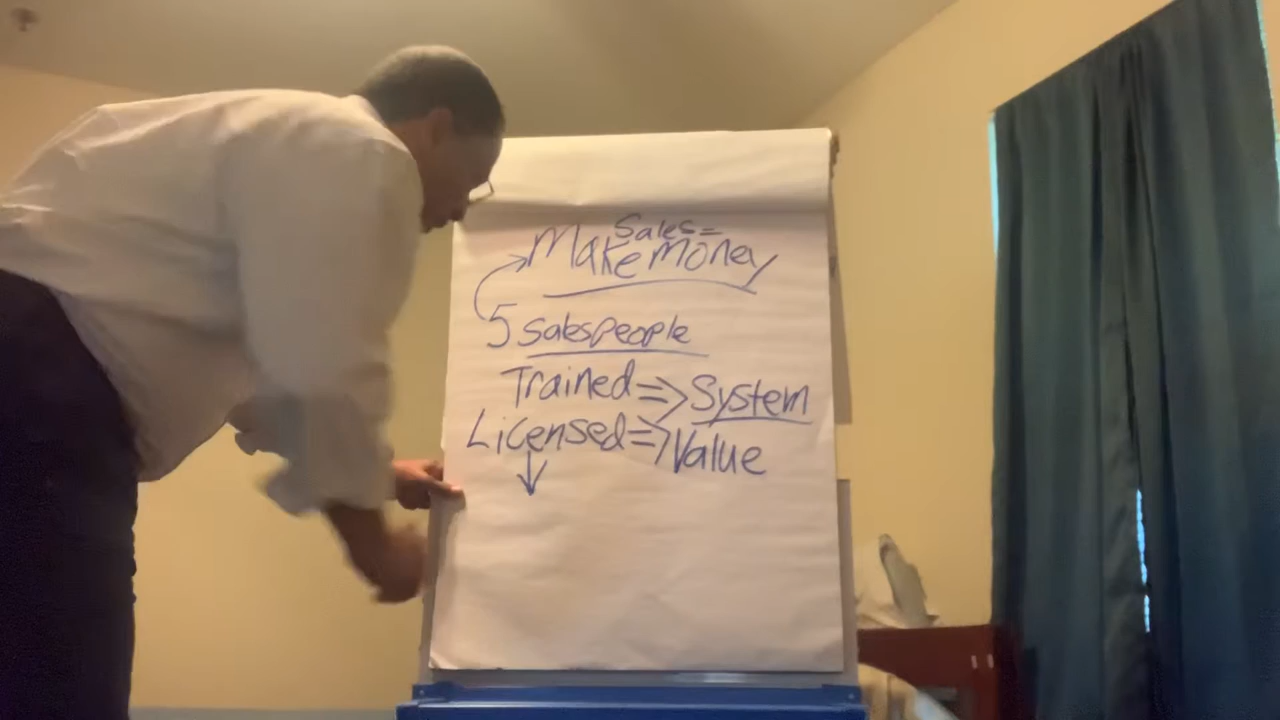 Sales=
Make Money
5 Salespeople
Trained => System
Licensed => Value